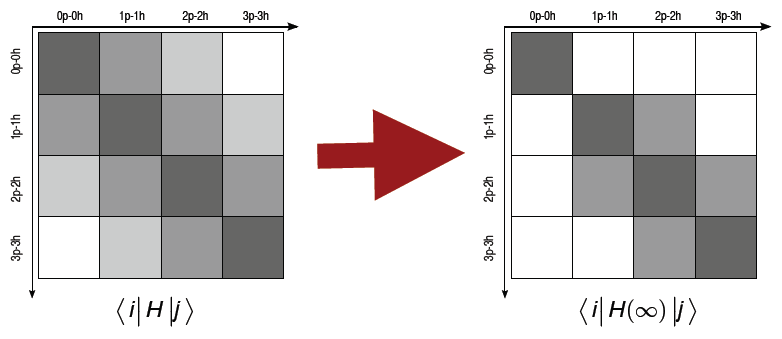 0p-0h 1p-1h 2p-2h 3p-3h
0p-0h
1p-1h
2p-2h
3p-3h
⟨i|H|j⟩
0p-0h 1p-1h 2p-2h 3p-3h
0p-0h
1p-1h
2p-2h
3p-3h
⟨i|H(∞)|j⟩